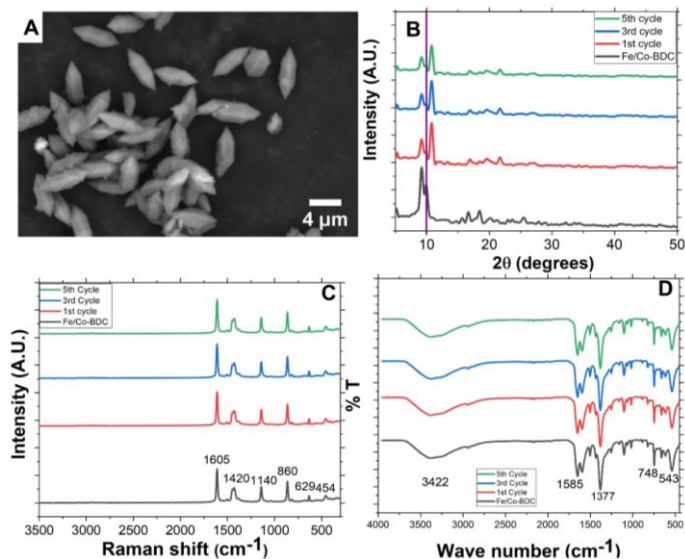 A
4 µm
B
5th cycle
3rd cycle
1st cycle
Fe/Co-BDC
Intensity (A.U.)
10 20 30 40 50
2θ (degrees)
C
5th Cycle
3rd Cycle
1st cycle
Fe/Co-BDC
Intensity (A.U.)
1605
1420
1140
860
629
454
3500 3000 2500 2000 1500 1000 500
Raman shift (cm-1)
D
% T
3422
5th Cycle
3rd Cycle
1st Cycle
Fe/Co-BDC
1585
1377
748
543
4000 3500 3000 2500 2000 1500 1000 500
Wave number (cm-1)